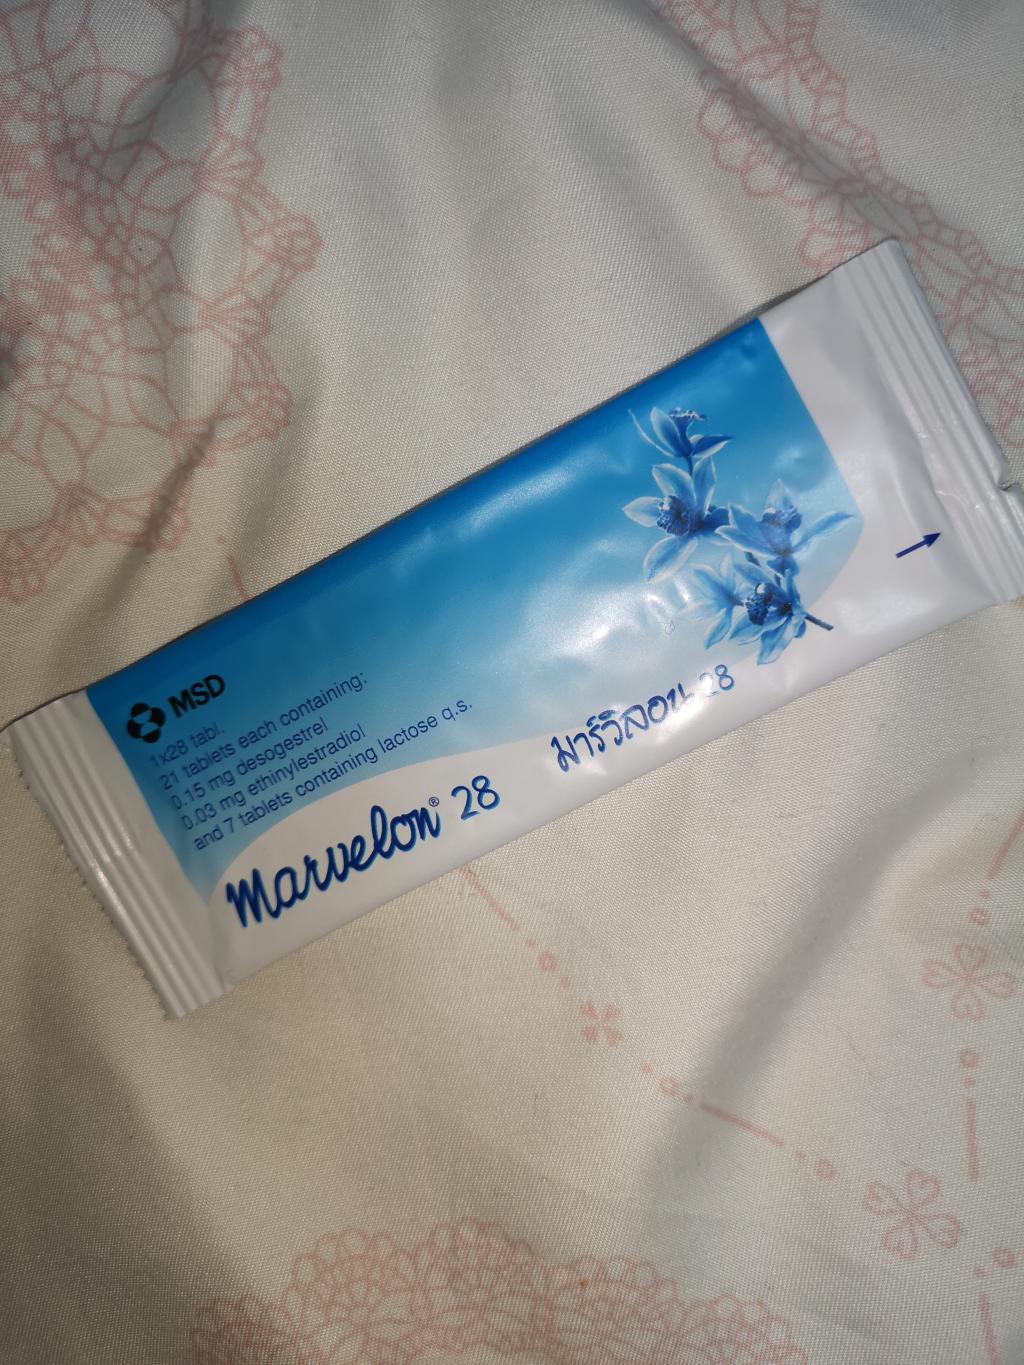 MSD
1x28 tabl.
21 tablets each containing:
0.15 mg desogestrel
0.03 mg ethinylestradiol
and 7 tablets containing lactose q.s.
Marvelon® 28
มาร์วิลอน 28